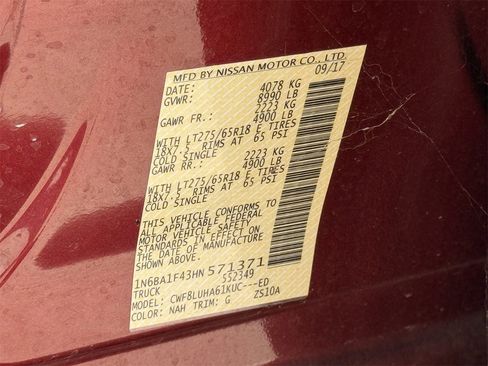 MFD BY NISSAN MOTOR CO., LTD.
DATE: 09/17
GVWR: 4078 KG
8990 LB
GAWR FR.: 2223 KG
4900 LB
WITH LT275/65R18 E TIRES
18X7.5 RIMS AT 65 PSI
COLD SINGLE
GAWR RR.: 2223 KG
4900 LB
WITH LT275/65R18 E TIRES
18X7.5 RIMS AT 65 PSI
COLD SINGLE
THIS VEHICLE CONFORMS TO
ALL APPLICABLE FEDERAL
MOTOR VEHICLE SAFETY
STANDARDS IN EFFECT ON
THE DATE OF MANUFACTURE
SHOWN ABOVE.
1N6BA1F43HN571371
TRUCK 552349
MODEL: CWF8LUHA61KUC---ED
COLOR: NAH TRIM: G ZS10A